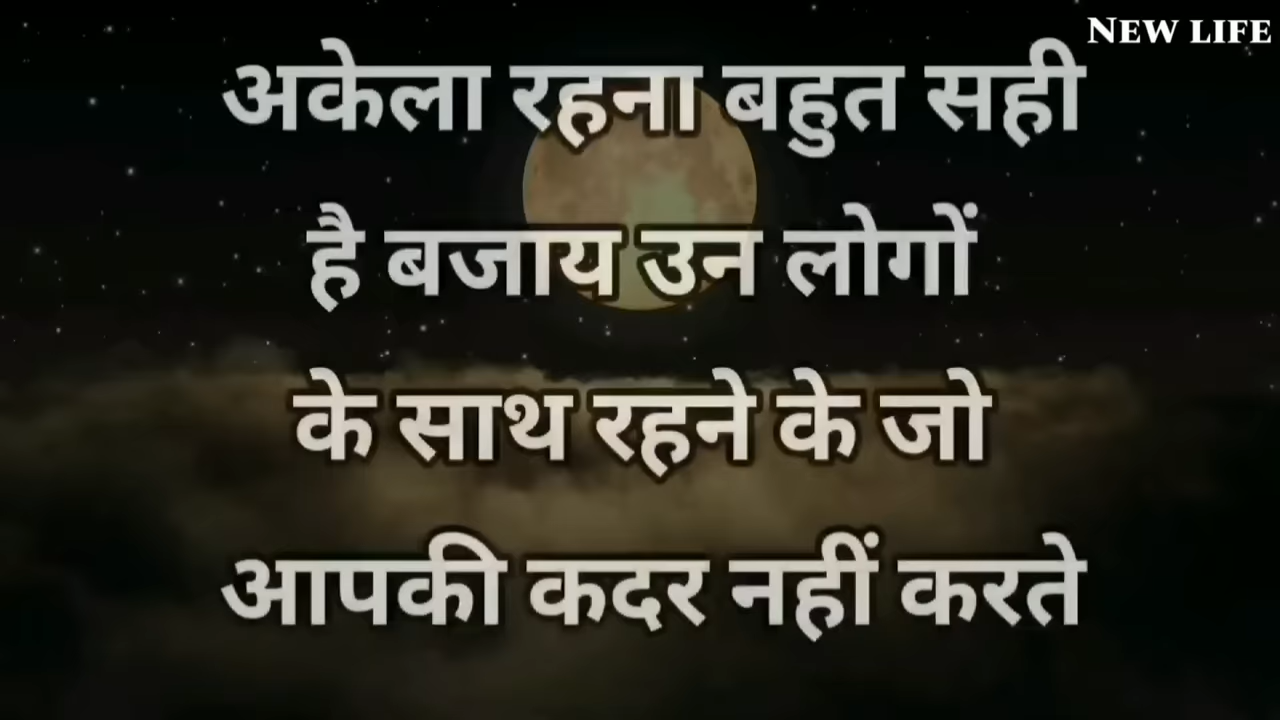 NEW LIFE
अकेला रहना बहुत सही
है बजाय उन लोगों
के साथ रहने के जो
आपकी कदर नहीं करते